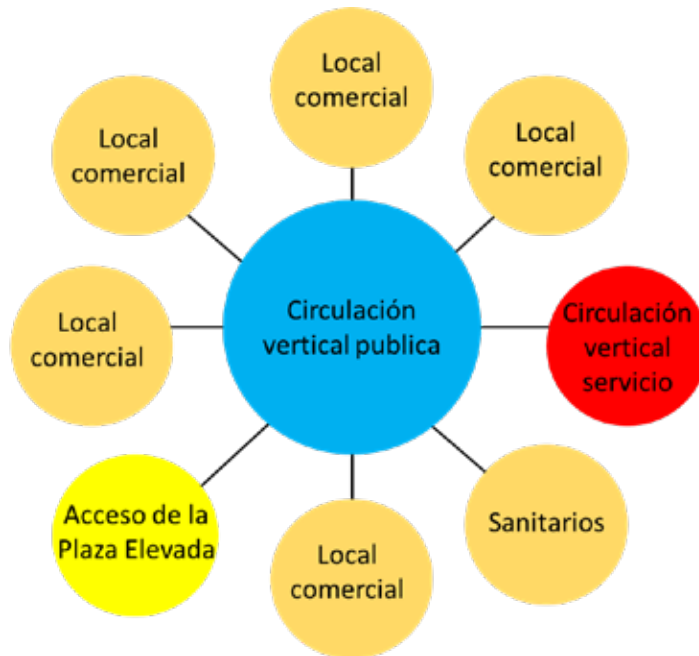 Local
comercial
Local
comercial
Local
comercial
Circulación
vertical publica
Local
comercial
Circulación
vertical
servicio
Acceso de la
Plaza Elevada
Sanitarios
Local
comercial